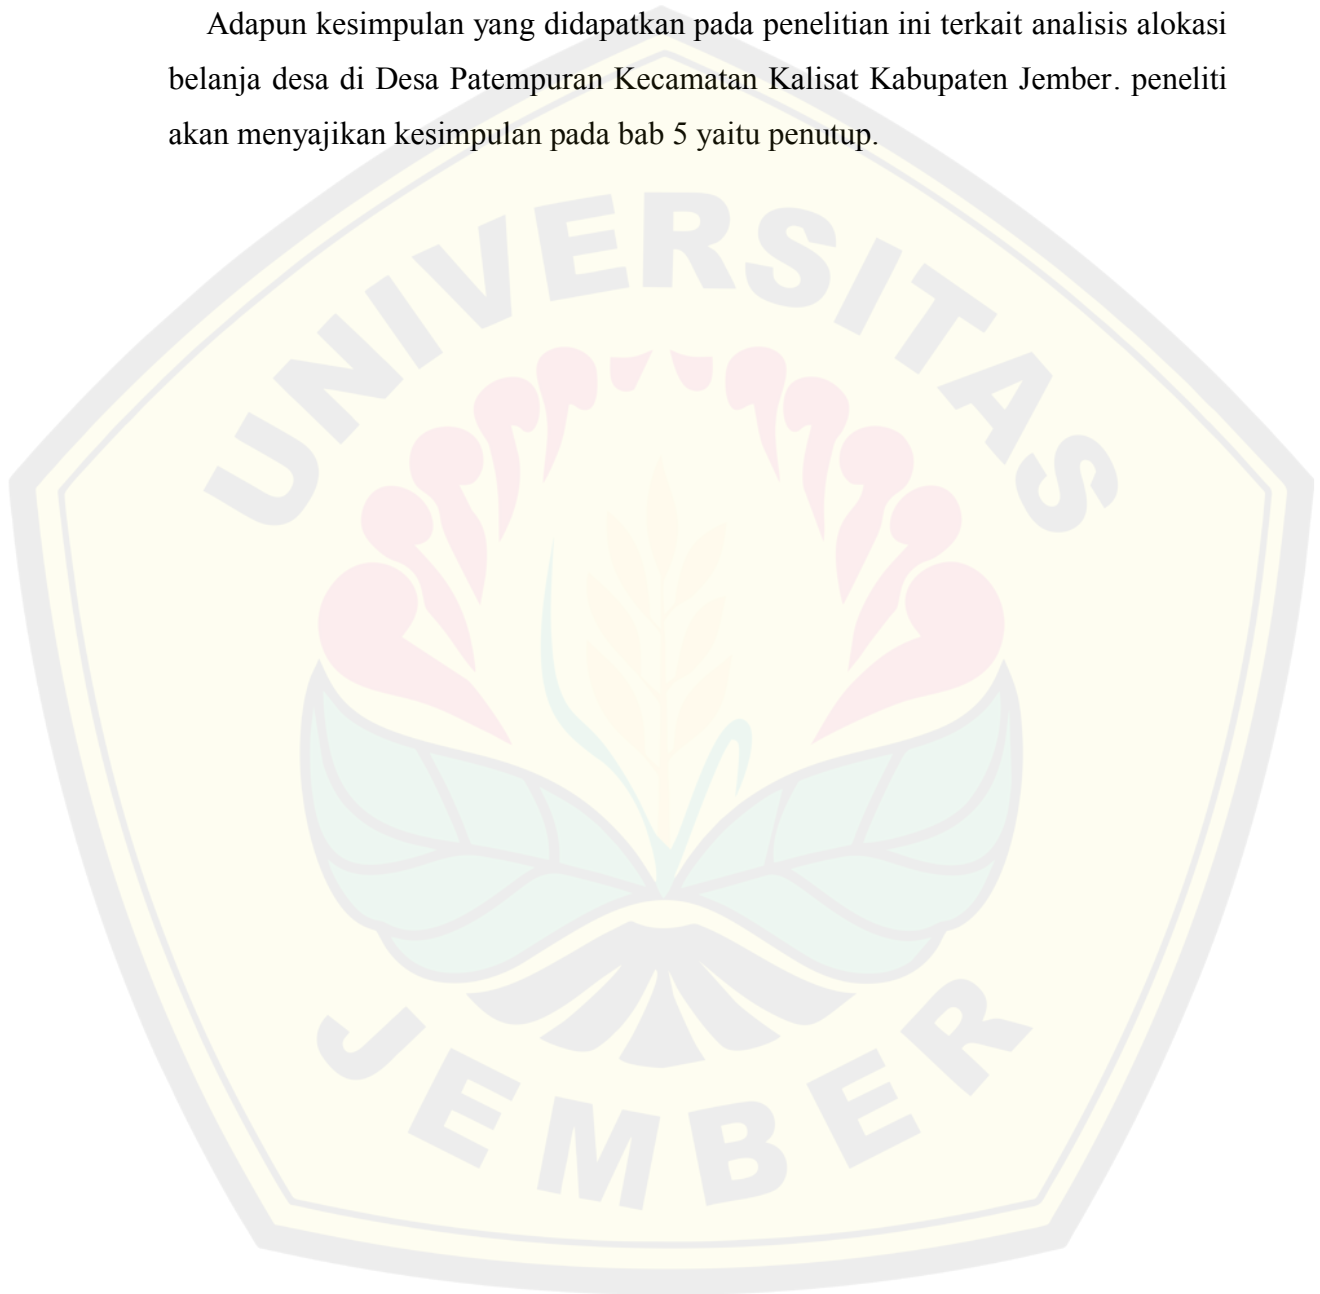 Adapun kesimpulan yang didapatkan pada penelitian ini terkait analisis alokasi
belanja desa di Desa Patempuran Kecamatan Kalisat Kabupaten Jember. peneliti
akan menyajikan kesimpulan pada bab 5 yaitu penutup.
UNIVERSITAS
JEMBER